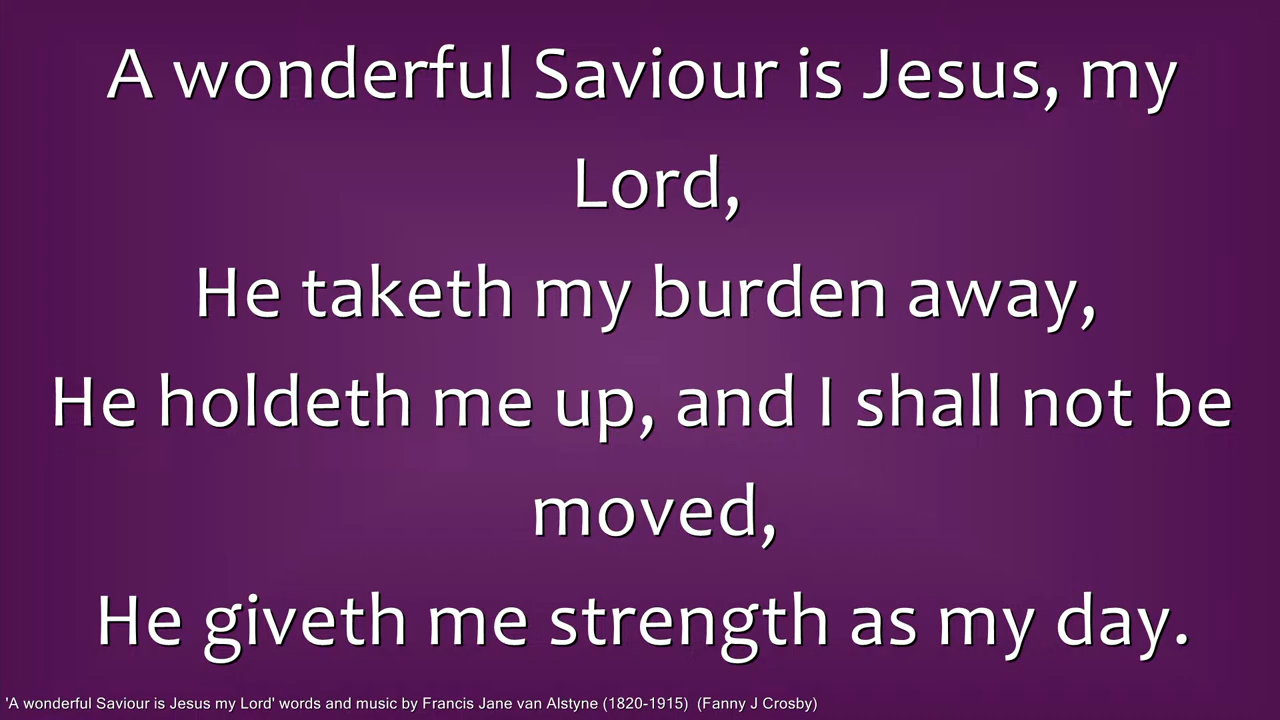 A wonderful Saviour is Jesus, my
Lord,
He taketh my burden away,
He holdeth me up, and I shall not be
moved,
He giveth me strength as my day.
'A wonderful Saviour is Jesus my Lord' words and music by Francis Jane van Alstyne (1820-1915)  (Fanny J Crosby)